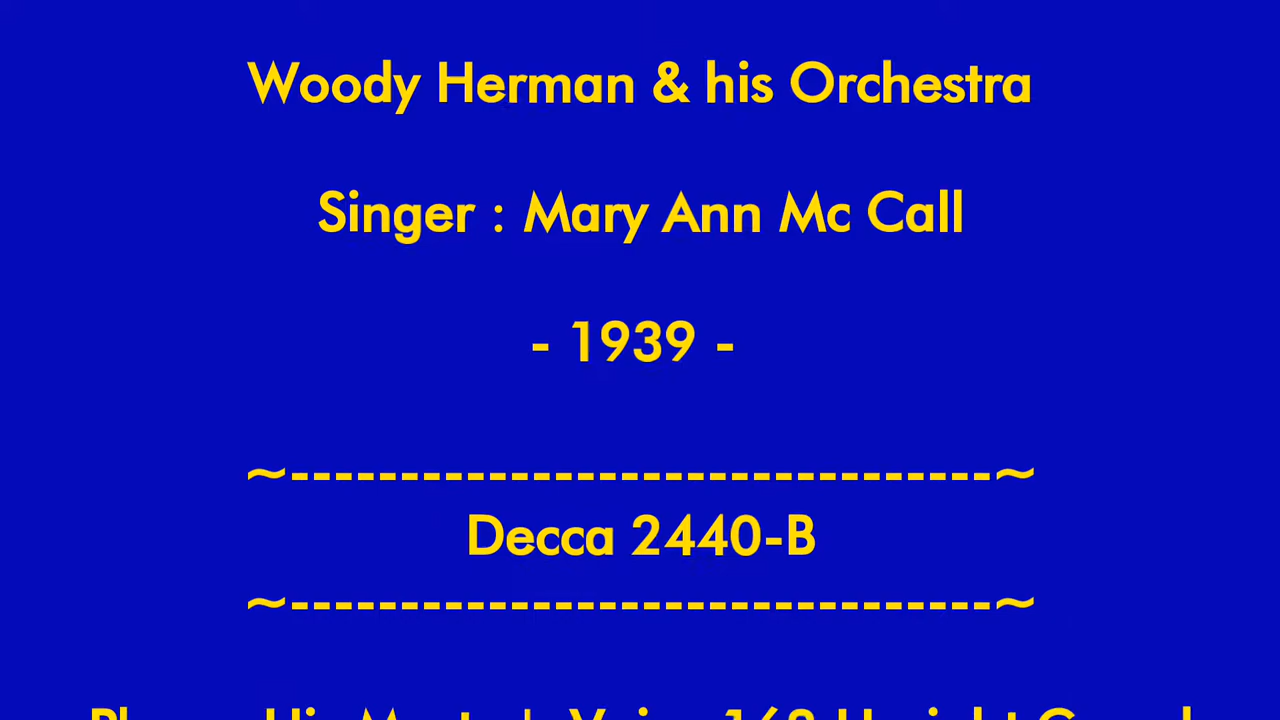 Woody Herman & his Orchestra
Singer : Mary Ann Mc Call
- 1939 -
~--------------------------------~
Decca 2440-B
~--------------------------------~